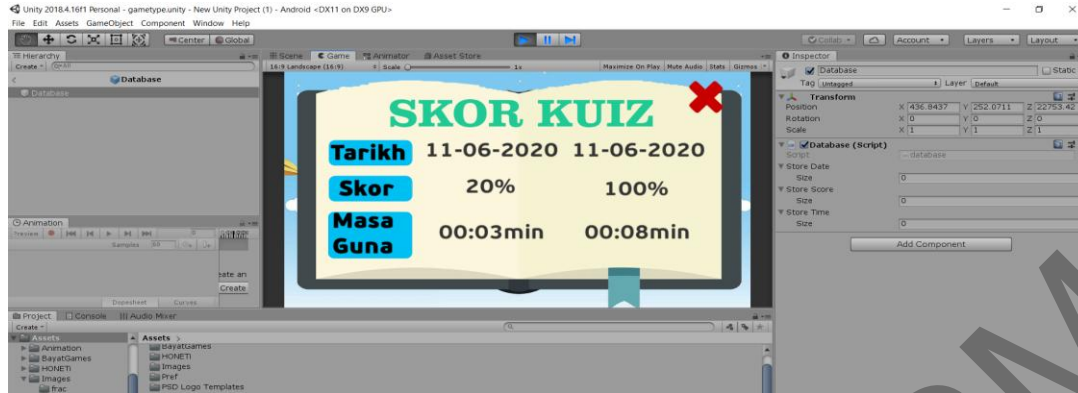 Unity 2018.4.16f1 Personal - gametype.unity - New Unity Project (1) - Android <DX11 on DX9 GPU>
File Edit Assets GameObject Component Window Help
Center Global Collab Account Layers Layout
Hierarchy
Create
Database
Database
Scene Game Animator Asset Store
16:9 Landscape (16:9) Scale 1x Maximize On Play Mute Audio Stats Gizmos
SKOR KUIZ
Tarikh 11-06-2020 11-06-2020
Skor 20% 100%
Masa
Guna 00:03min 00:08min
Inspector
Database Static
Tag Untagged Layer Default
Transform
Position X 436.8437 Y 252.0711 Z 22753.42
Rotation X 0 Y 0 Z 0
Scale X 1 Y 1 Z 1
Database (Script)
Script database
Store Date
Size 0
Store Score
Size 0
Store Time
Size 0
Add Component
Animation
Preview
Samples
eate an
Create
Dopesheet Curves
Project Console Audio Mixer
Create
Assets
Animation
BayatGames
HONETI
Images
frac
Assets >
BayatGames
HONETI
Images
Pref
PSD Logo Templates